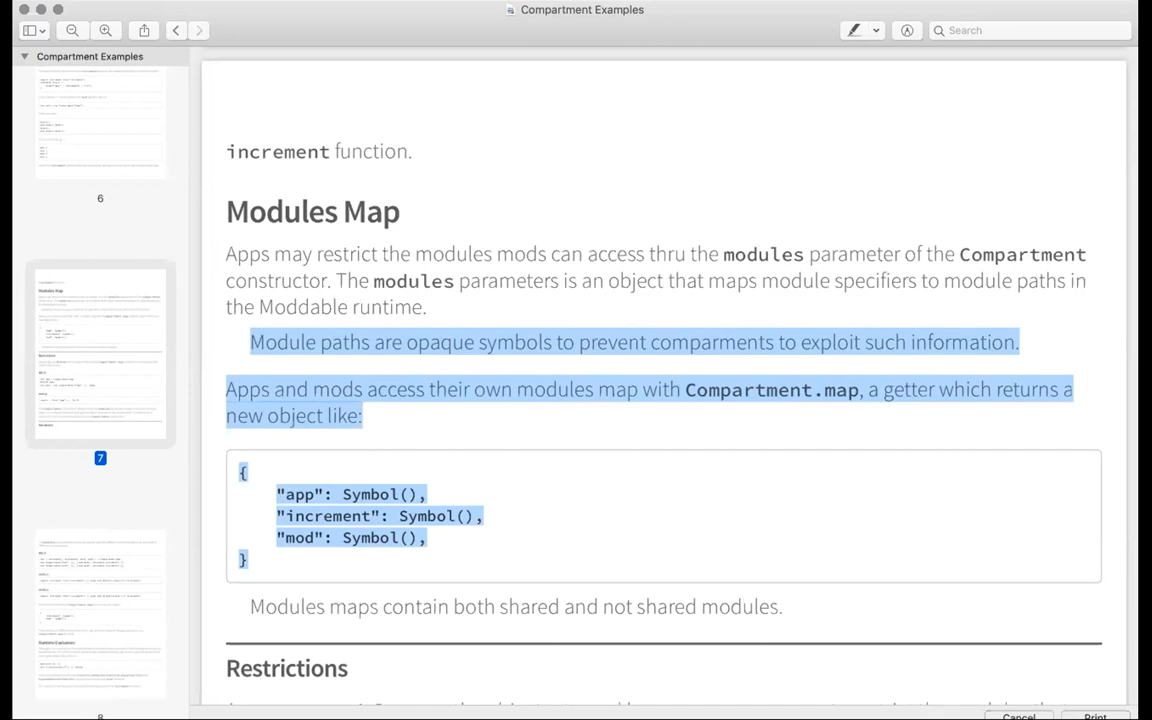 Compartment Examples
Search
Compartment Examples
6
7
8
increment function.
Modules Map
Apps may restrict the modules mods can access thru the modules parameter of the Compartment
constructor. The modules parameters is an object that maps module specifiers to module paths in
the Moddable runtime.
Module paths are opaque symbols to prevent comparments to exploit such information.
Apps and mods access their own modules map with Compartment.map, a getter which returns a
new object like:
{
"app": Symbol(),
"increment": Symbol(),
"mod": Symbol(),
}
Modules maps contain both shared and not shared modules.
Restrictions
Cancel
Print